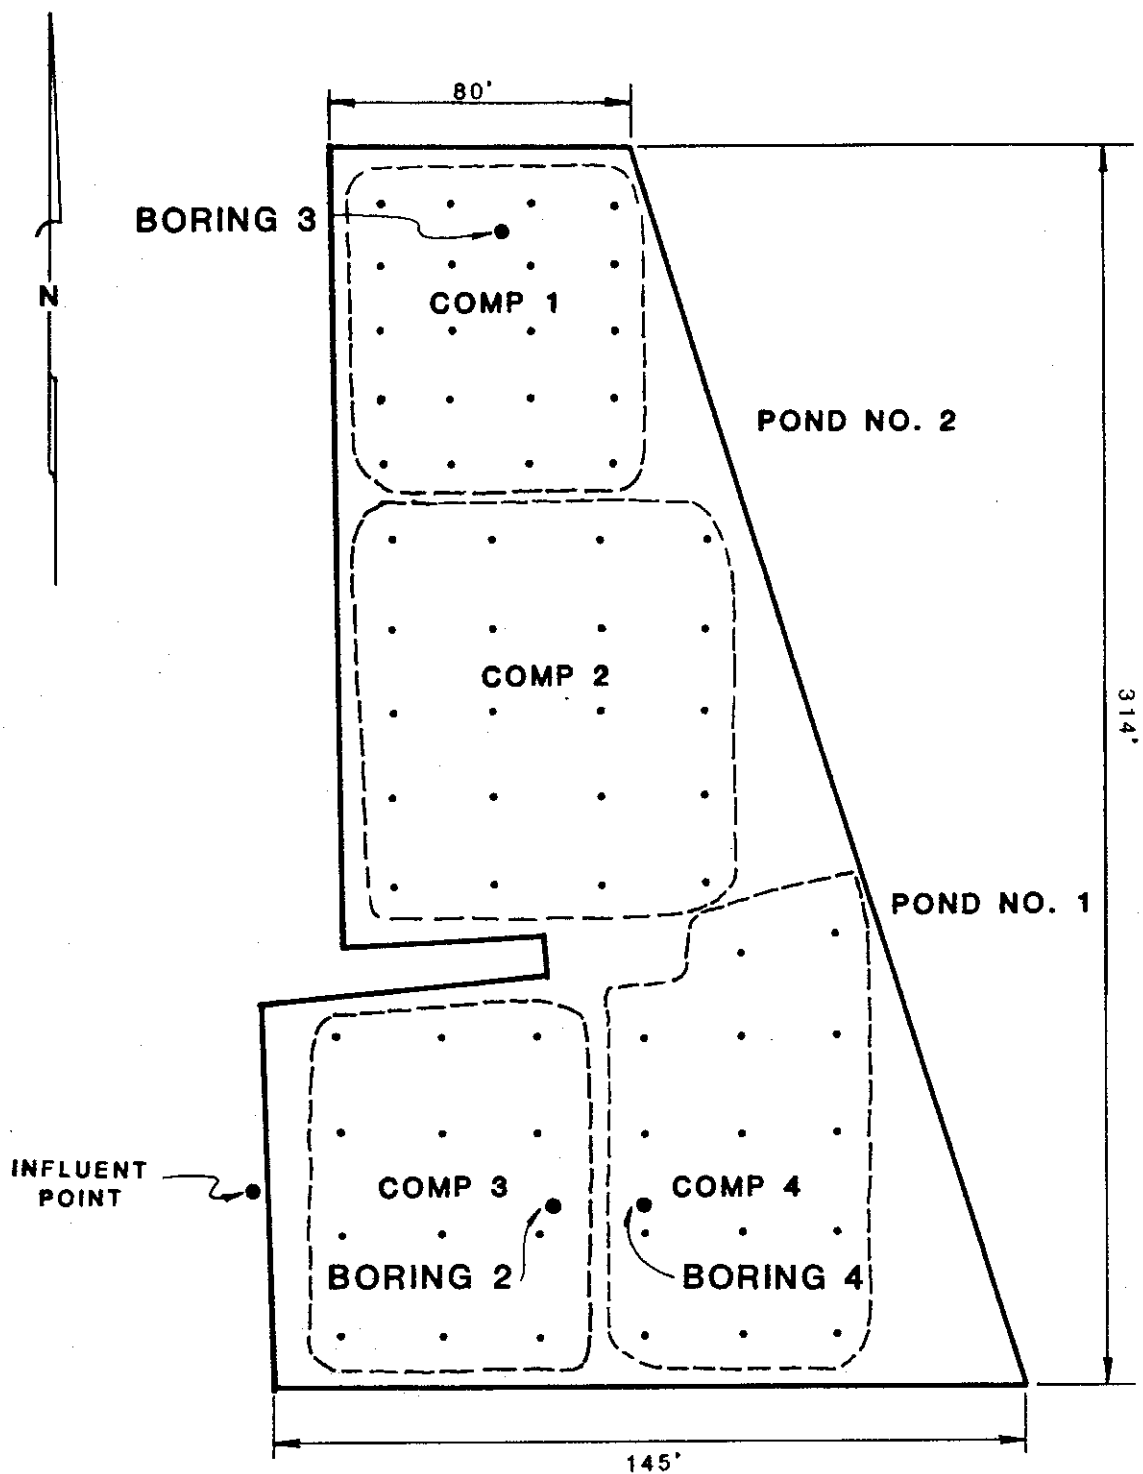 80'
BORING 3
N
COMP 1
POND NO. 2
COMP 2
314'
POND NO. 1
INFLUENT
POINT
COMP 3
COMP 4
BORING 2
BORING 4
145'